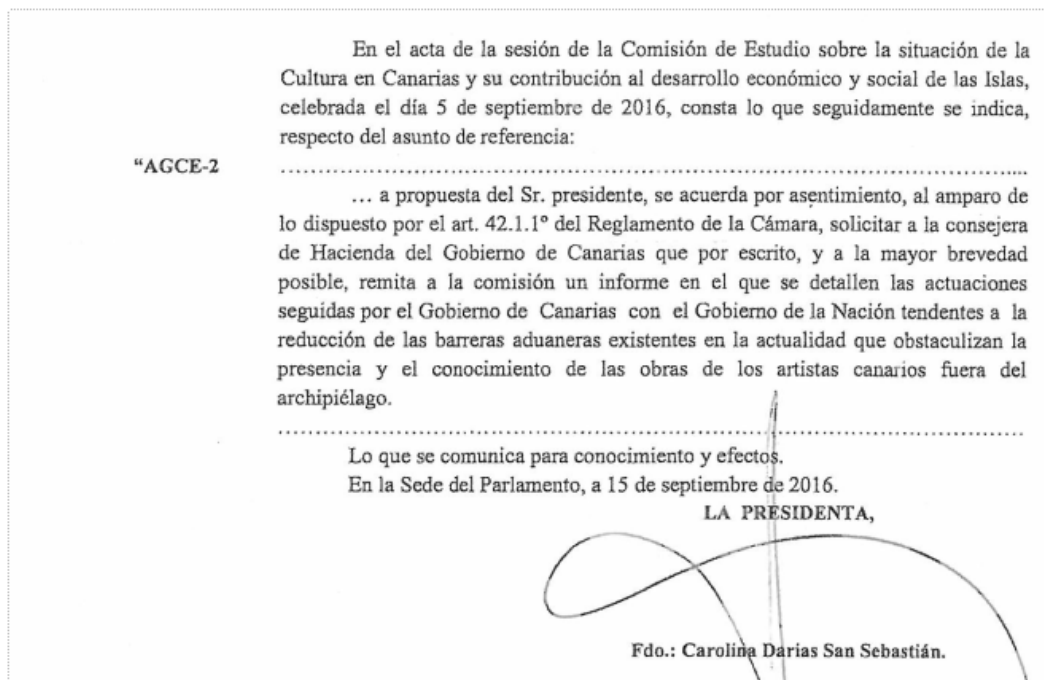 En el acta de la sesión de la Comisión de Estudio sobre la situación de la
Cultura en Canarias y su contribución al desarrollo económico y social de las Islas,
celebrada el día 5 de septiembre de 2016, consta lo que seguidamente se indica,
respecto del asunto de referencia:
“AGCE-2 ....................................................................................................
… a propuesta del Sr. presidente, se acuerda por asentimiento, al amparo de
lo dispuesto por el art. 42.1.1º del Reglamento de la Cámara, solicitar a la consejera
de Hacienda del Gobierno de Canarias que por escrito, y a la mayor brevedad
posible, remita a la comisión un informe en el que se detallen las actuaciones
seguidas por el Gobierno de Canarias con el Gobierno de la Nación tendentes a la
reducción de las barreras aduaneras existentes en la actualidad que obstaculizan la
presencia y el conocimiento de las obras de los artistas canarios fuera del
archipiélago.
....................................................................................................
Lo que se comunica para conocimiento y efectos.
En la Sede del Parlamento, a 15 de septiembre de 2016.
LA PRESIDENTA,
Fdo.: Carolina Darias San Sebastián.